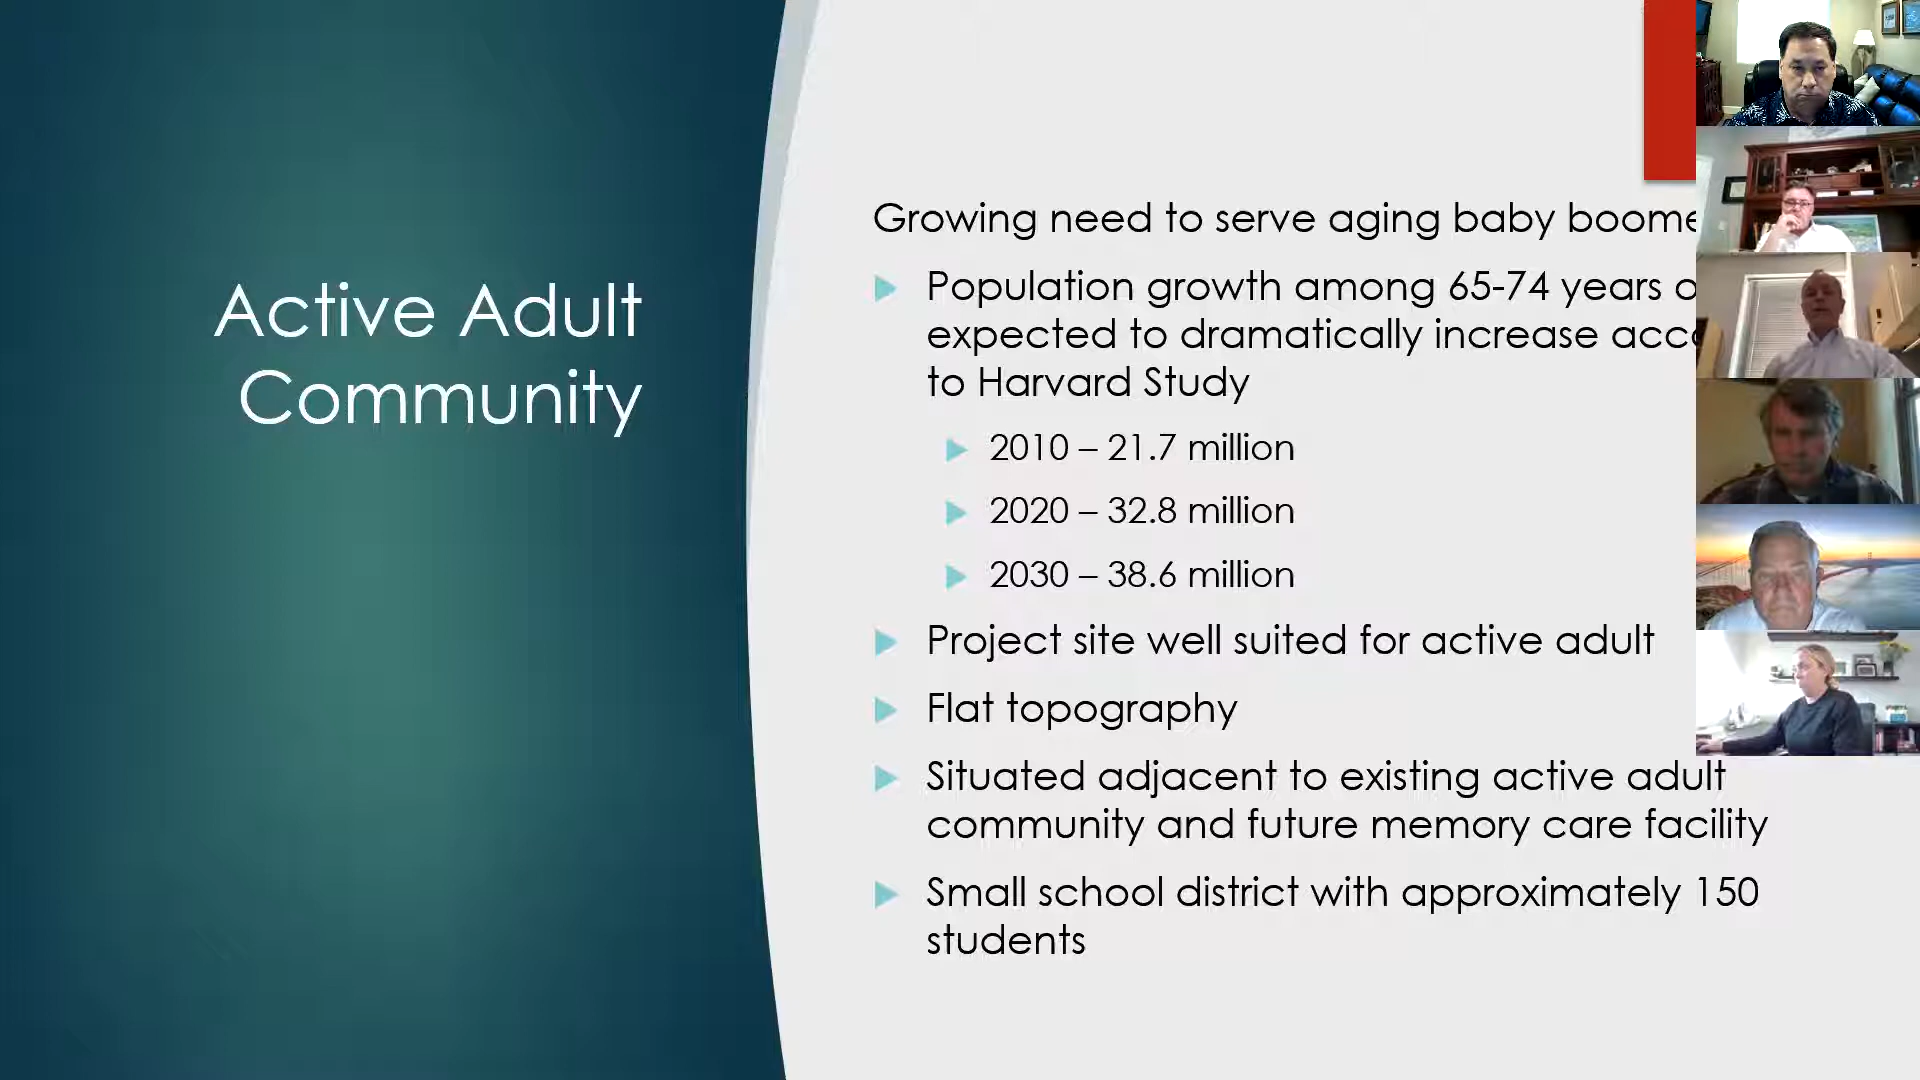 Active Adult
Community
Growing need to serve aging baby
Population growth among 65-74 years
expected to dramatically increase
to Harvard Study
2010 – 21.7 million
2020 – 32.8 million
2030 – 38.6 million
Project site well suited for active adult
Flat topography
Situated adjacent to existing active adult
community and future memory care facility
Small school district with approximately 150
students